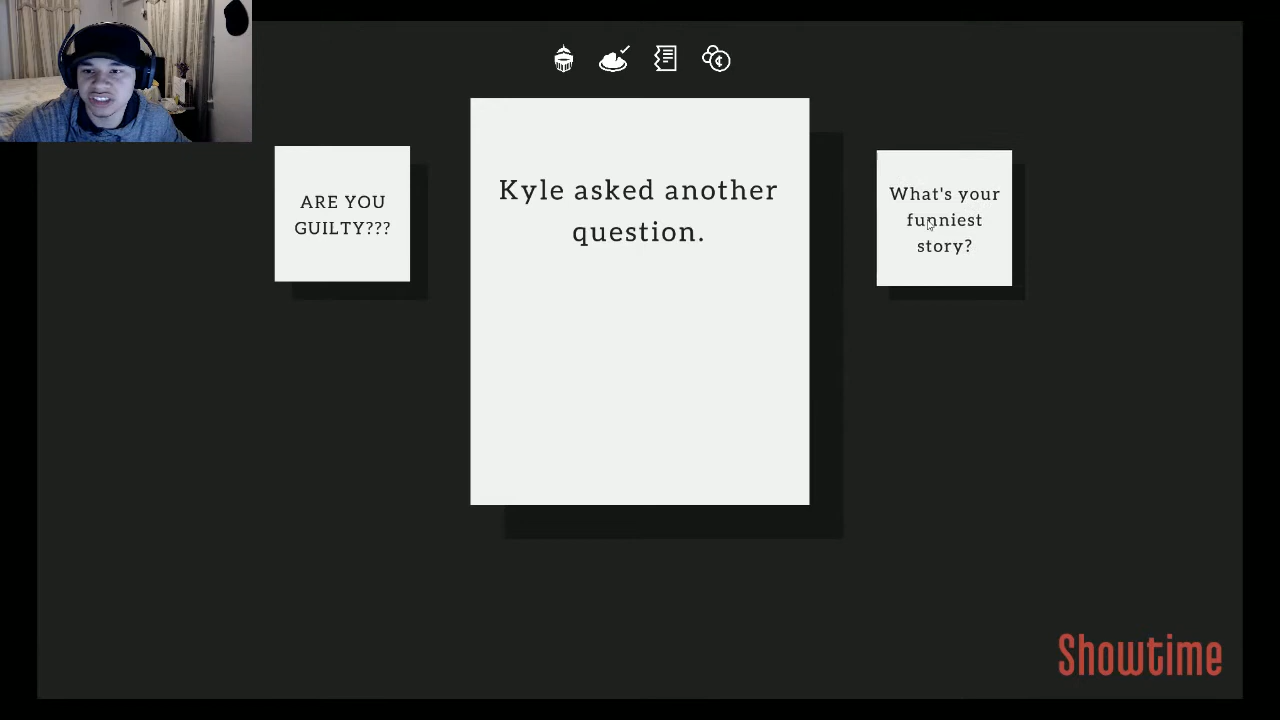 Kyle asked another
question.
ARE YOU
GUILTY???
What's your
funniest
story?
Showtime